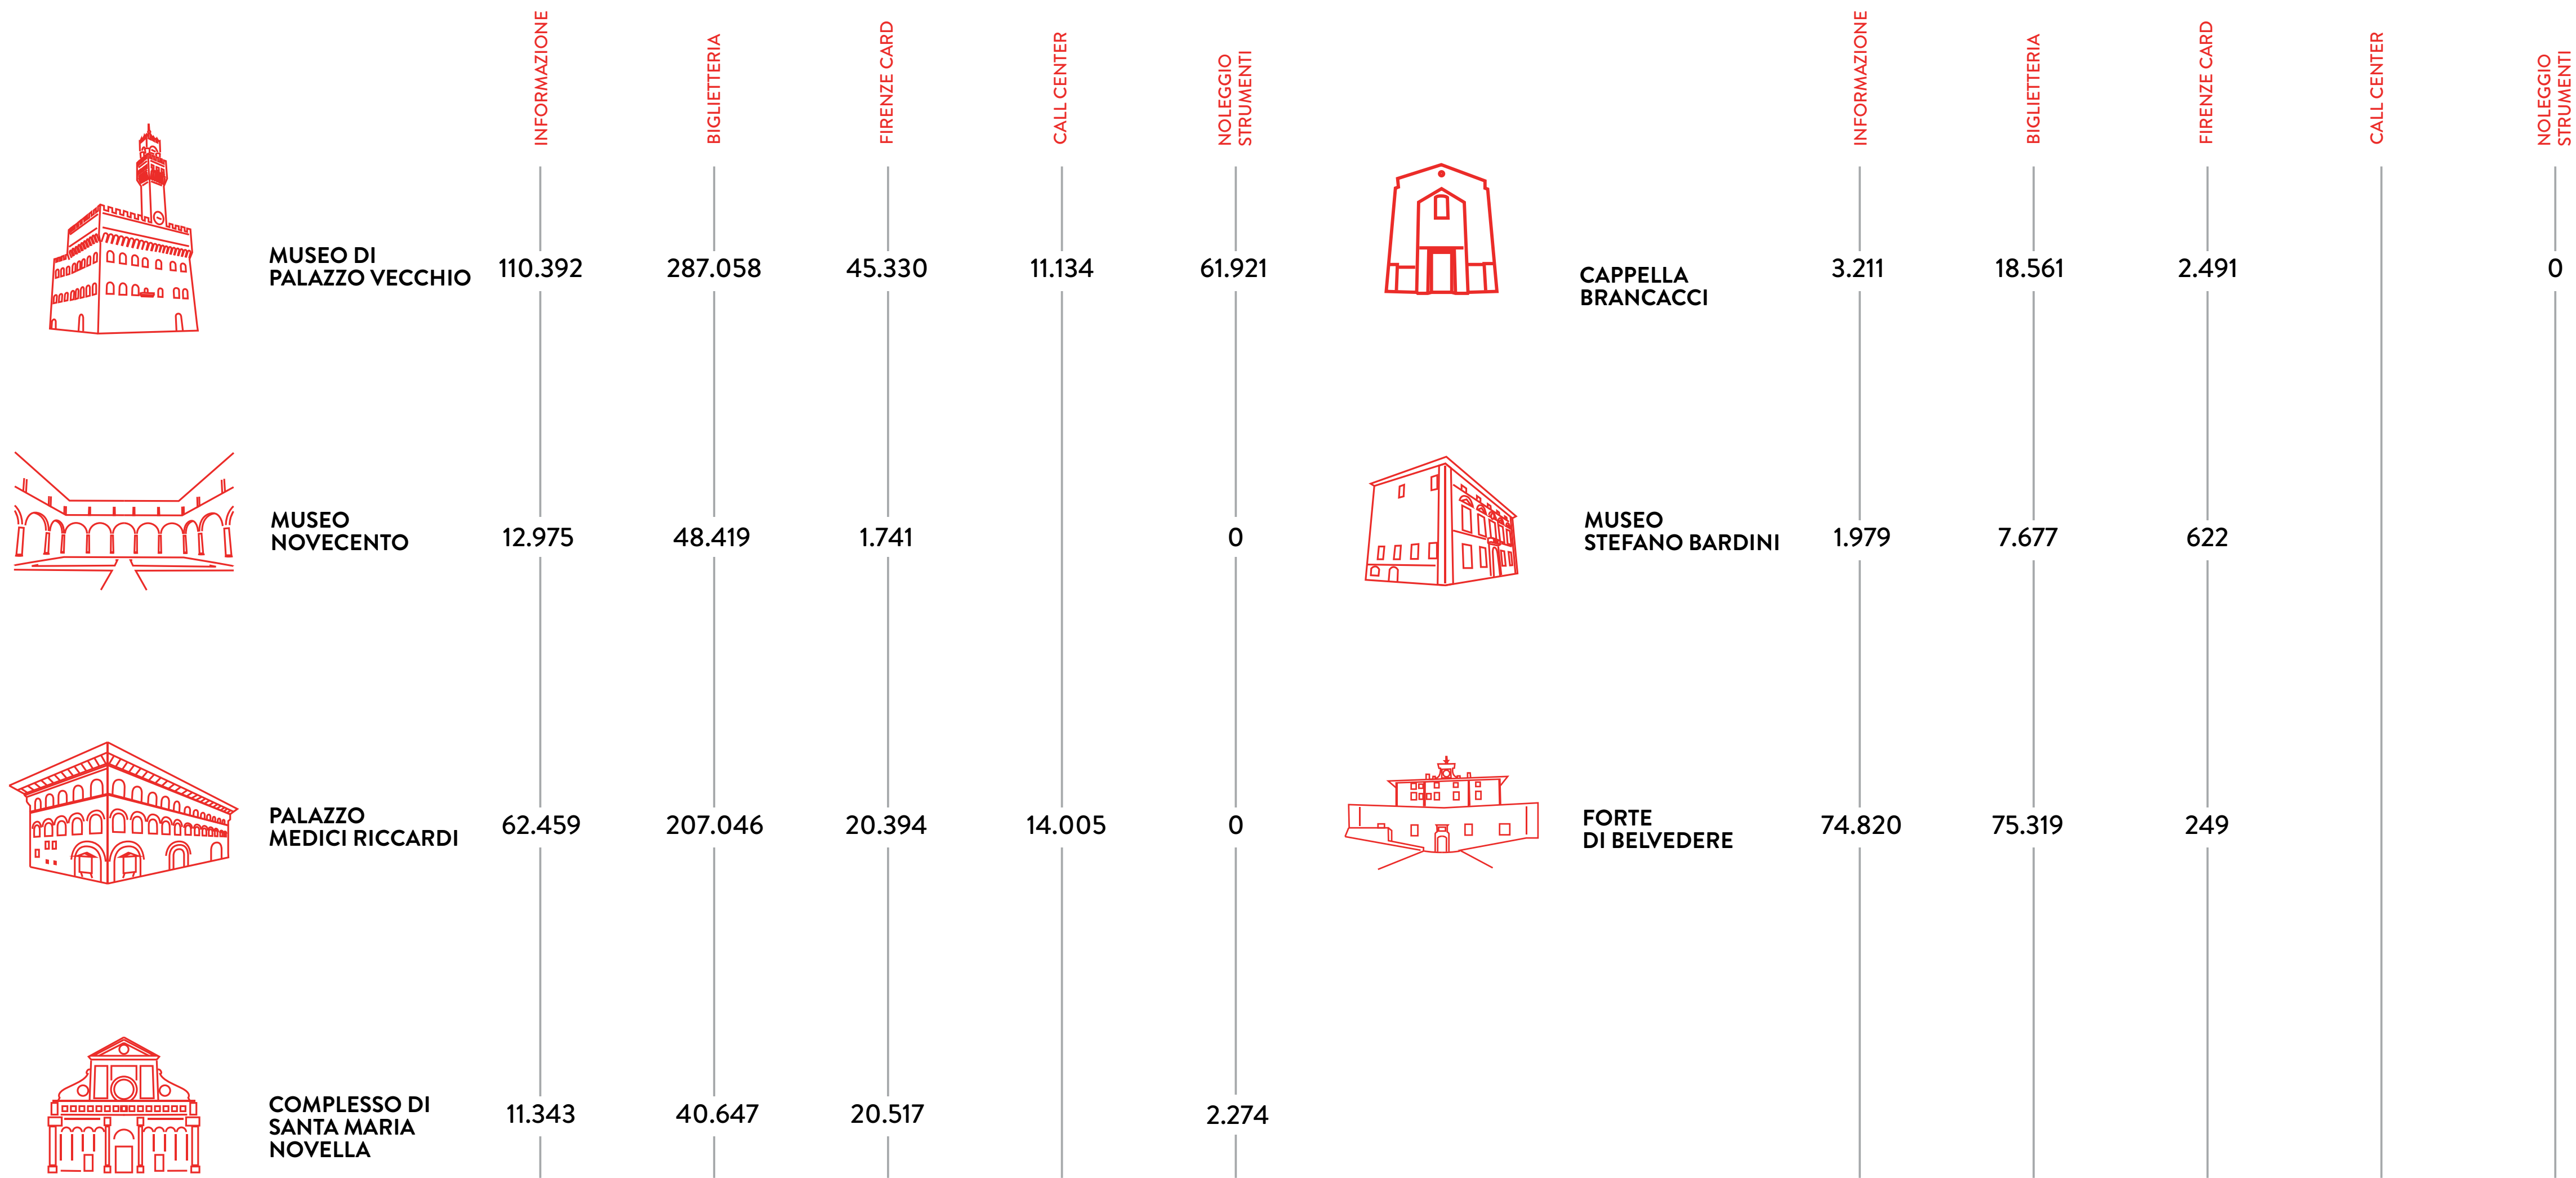 INFORMAZIONE
BIGLIETTERIA
FIRENZE CARD
CALL CENTER
NOLEGGIO
STRUMENTI
MUSEO DI
PALAZZO VECCHIO
110.392
287.058
45.330
11.134
61.921
MUSEO
NOVECENTO
12.975
48.419
1.741
0
PALAZZO
MEDICI RICCARDI
62.459
207.046
20.394
14.005
0
COMPLESSO DI
SANTA MARIA
NOVELLA
11.343
40.647
20.517
2.274
INFORMAZIONE
BIGLIETTERIA
FIRENZE CARD
CALL CENTER
NOLEGGIO
STRUMENTI
CAPPELLA
BRANCACCI
3.211
18.561
2.491
0
MUSEO
STEFANO BARDINI
1.979
7.677
622
FORTE
DI BELVEDERE
74.820
75.319
249